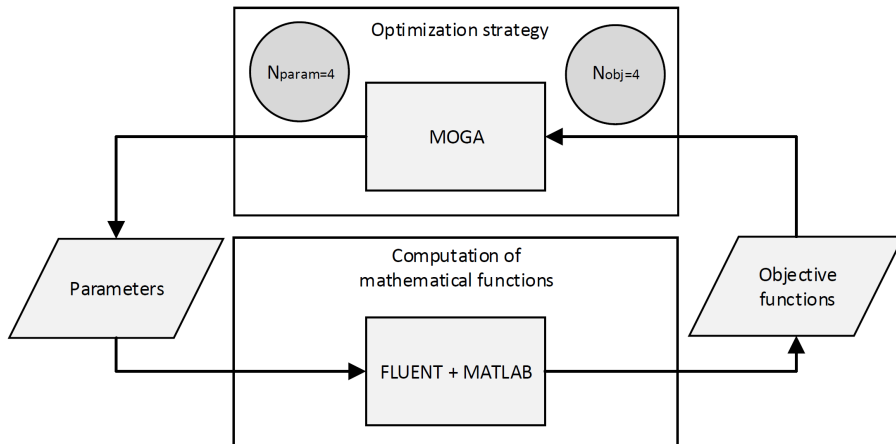 Optimization strategy
Nparam=4
Nobj=4
MOGA
Parameters
Computation of
mathematical functions
Objective
functions
FLUENT + MATLAB